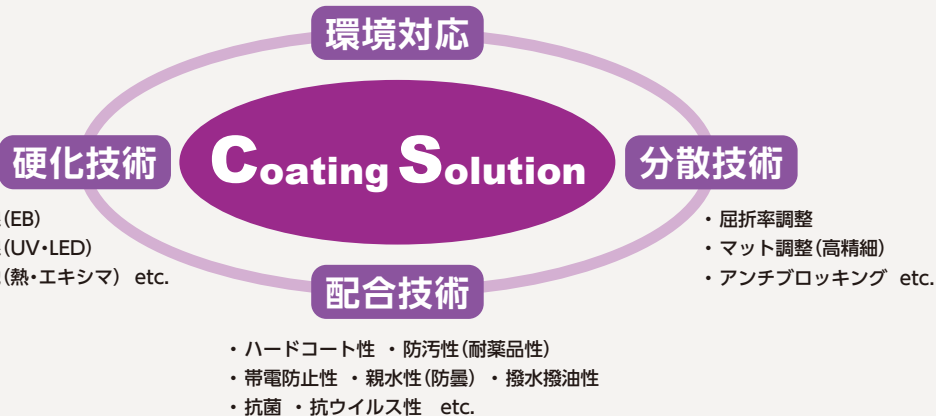 環境対応
硬化技術
Coating Solution
分散技術
(EB)
(UV・LED)
(熱・エキシマ) etc.
・屈折率調整
・マット調整(高精細)
・アンチブロッキング etc.
配合技術
・ハードコート性 ・防汚性(耐薬品性)
・帯電防止性 ・親水性(防曇) ・撥水撥油性
・抗菌 ・抗ウイルス性 etc.